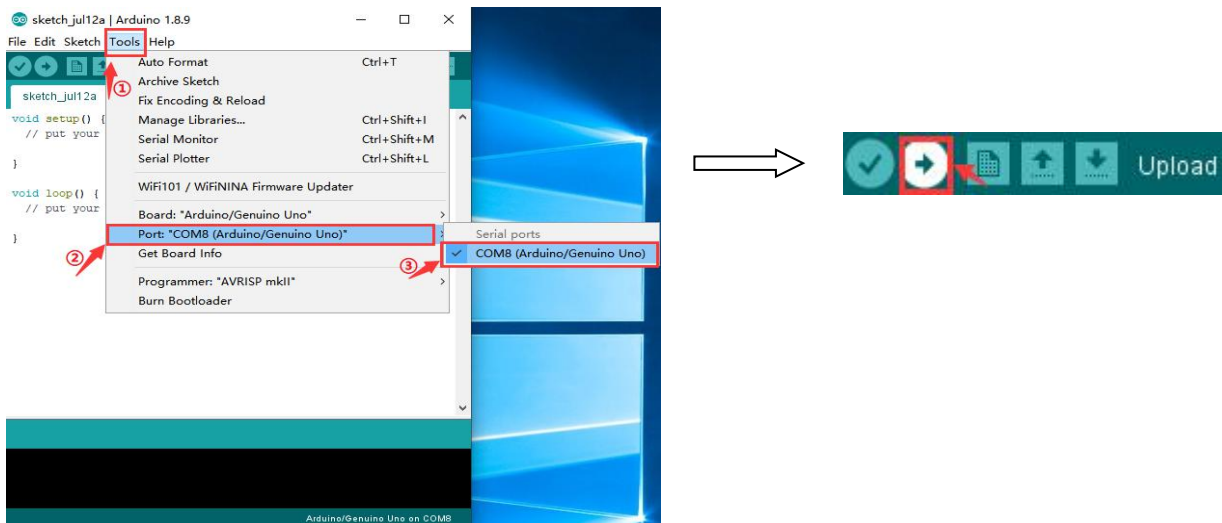 sketch_jul12a | Arduino 1.8.9
File Edit Sketch Tools Help
①
sketch_jul12a
Auto Format Ctrl+T
Archive Sketch
Fix Encoding & Reload
Manage Libraries... Ctrl+Shift+I
Serial Monitor Ctrl+Shift+M
Serial Plotter Ctrl+Shift+L
WiFi101 / WiFiNINA Firmware Updater
Board: "Arduino/Genuino Uno"
Port: "COM8 (Arduino/Genuino Uno)"
Get Board Info
Programmer: "AVRISP mkII"
Burn Bootloader
void setup() {
// put your
}
void loop() {
// put your
}
②
Serial ports
COM8 (Arduino/Genuino Uno)
③
Arduino/Genuino Uno on COM8
Upload